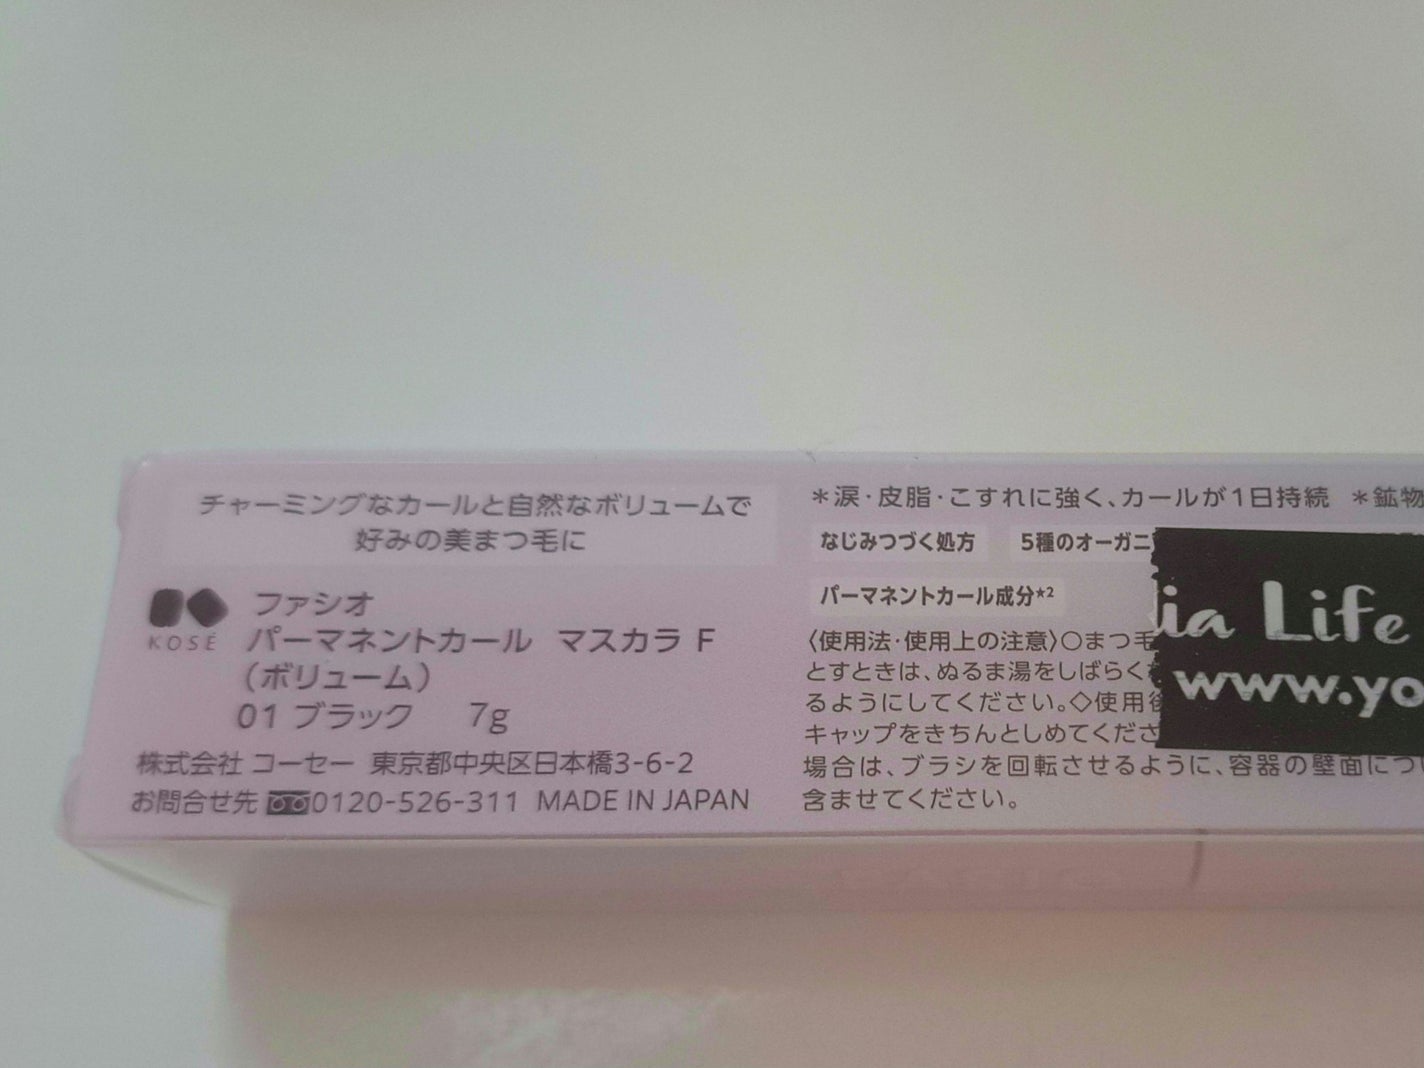 チャーミングなカールと自然なボリュームで
好みの美まつ毛に
KOSÉ
ファシオ
パーマネントカール マスカラ F
(ボリューム)
01 ブラック 7g
株式会社 コーセー 東京都中央区日本橋3-6-2
お問合せ先 0120-526-311 MADE IN JAPAN
＊涙・皮脂・こすれに強く、カールが1日持続 ＊鉱物
なじみつづく処方 5種のオーガニ
パーマネントカール成分★2
〈使用法・使用上の注意〉○まつ毛
とすときは、ぬるま湯をしばらく
るようにしてください。◇使用後
キャップをきちんとしめてくださ
場合は、ブラシを回転させるように、容器の壁面につ
含ませてください。
ia Life
www.yo